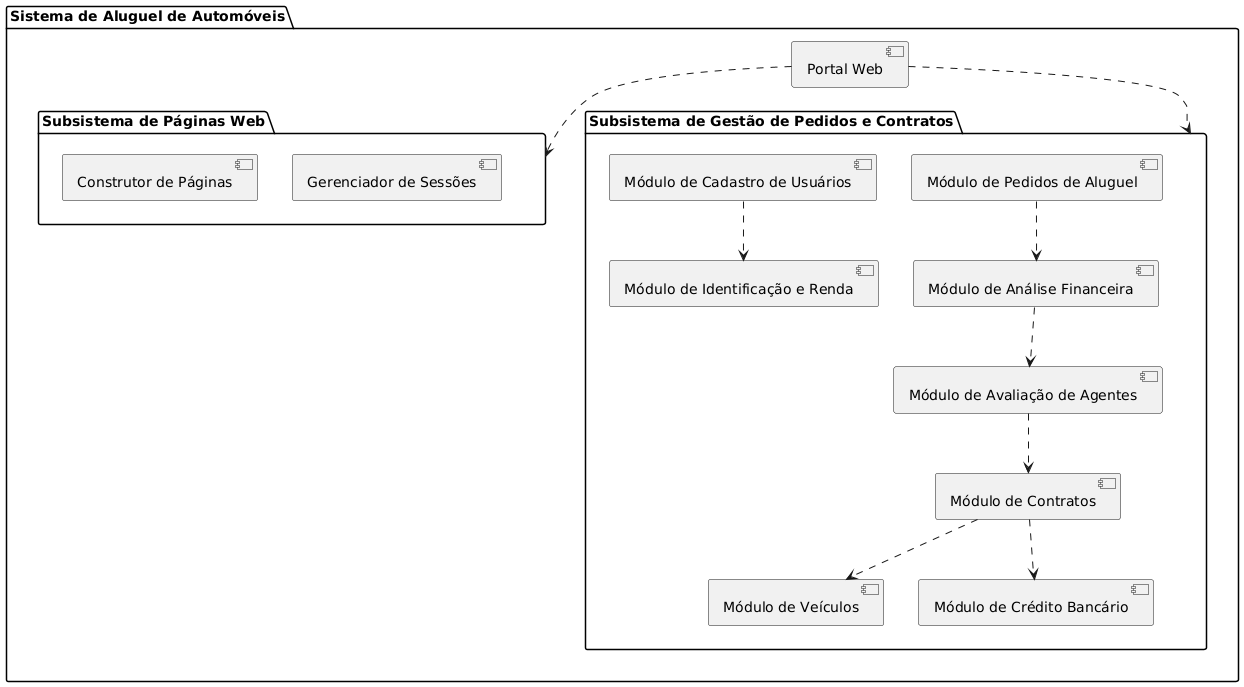 Sistema de Aluguel de Automóveis
Portal Web
Subsistema de Páginas Web
Construtor de Páginas
Gerenciador de Sessões
Subsistema de Gestão de Pedidos e Contratos
Módulo de Cadastro de Usuários
Módulo de Pedidos de Aluguel
Módulo de Identificação e Renda
Módulo de Análise Financeira
Módulo de Avaliação de Agentes
Módulo de Contratos
Módulo de Veículos
Módulo de Crédito Bancário